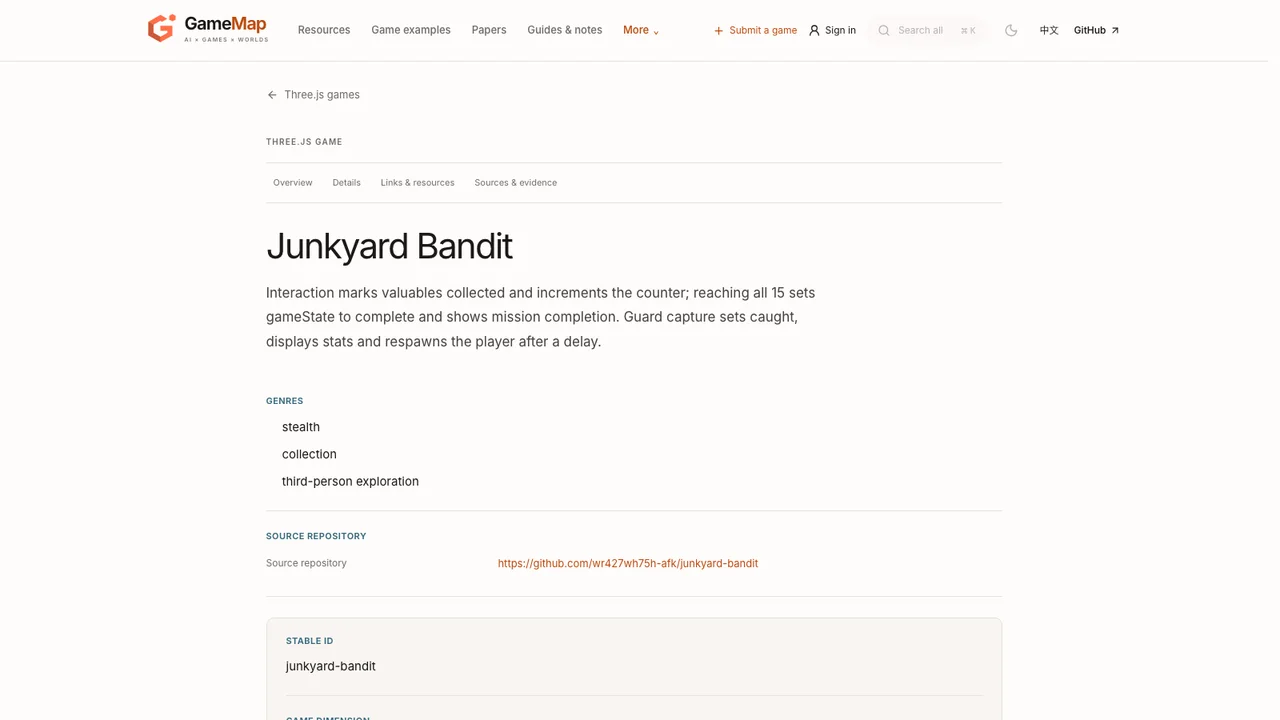 GameMap
AI × GAMES × WORLDS
Resources
Game examples
Papers
Guides & notes
More
+ Submit a game
Sign in
Search all
⌘ K
中文
GitHub ↗
← Three.js games
THREE.JS GAME
Overview
Details
Links & resources
Sources & evidence
Junkyard Bandit
Interaction marks valuables collected and increments the counter; reaching all 15 sets
gameState to complete and shows mission completion. Guard capture sets caught,
displays stats and respawns the player after a delay.
GENRES
stealth
collection
third-person exploration
SOURCE REPOSITORY
Source repository
https://github.com/wr427wh75h-afk/junkyard-bandit
STABLE ID
junkyard-bandit
GAME DIMENSION